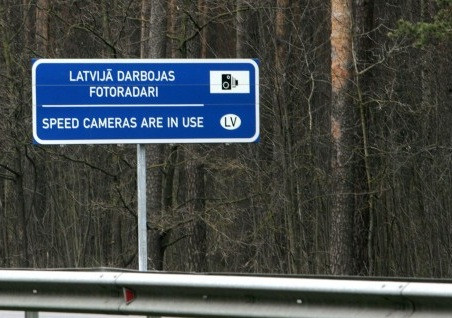 LATVIJĀ DARBOJAS
FOTORADARI
SPEED CAMERAS ARE IN USE LV